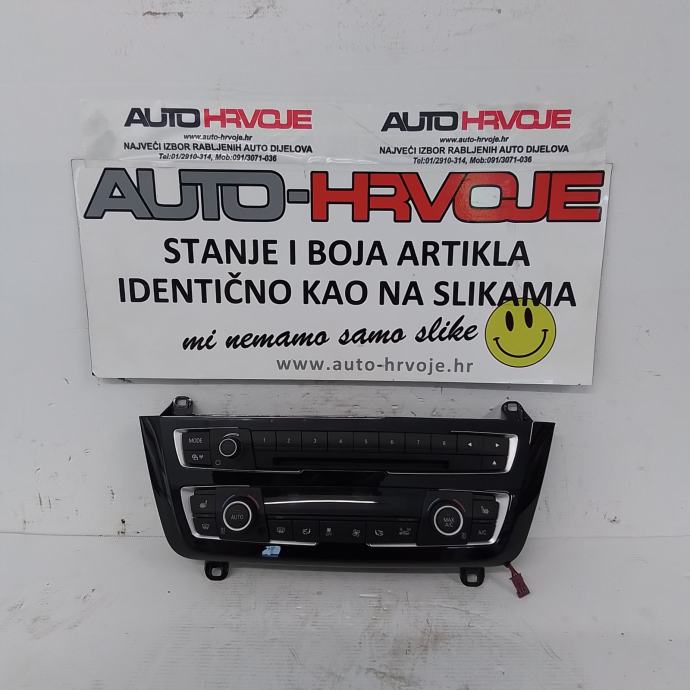 AUTO HRVOJE
www.auto-hrvoje.hr
NAJVEĆI IZBOR RABLJENIH AUTO DIJELOVA
Tel:01/2910-314, Mob:091/3071-036
AUTO HRVOJE
www.auto-hrvoje.hr
NAJVEĆI IZBOR RABLJENIH AUTO DIJELOVA
Tel:01/2910-314, Mob:091/3071-036
AUTO-HRVOJE
STANJE I BOJA ARTIKLA
IDENTIČNO KAO NA SLIKAMA
mi nemamo samo slike
www.auto-hrvoje.hr
MODE 1 2 3 4 5 6 7 8
AUTO OFF MAX A/C A/C